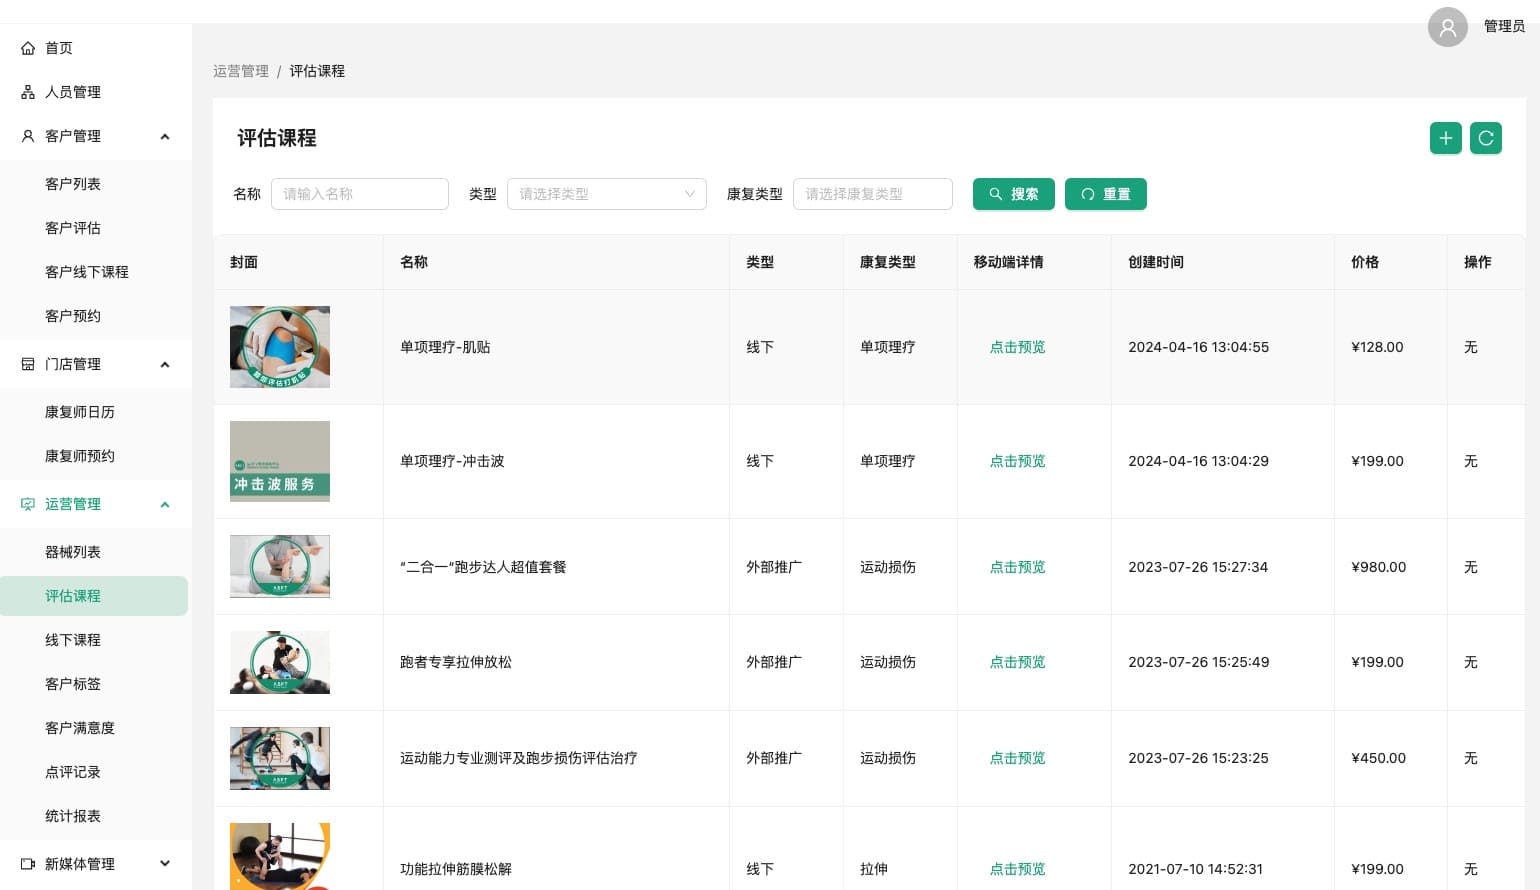 管理员
首页
人员管理
客户管理
客户列表
客户评估
客户线下课程
客户预约
门店管理
康复师日历
康复师预约
运营管理
器械列表
评估课程
线下课程
客户标签
客户满意度
点评记录
统计报表
新媒体管理
运营管理 / 评估课程
评估课程
名称 请输入名称 类型 请选择类型 康复类型 请选择康复类型 搜索 重置
封面 名称 类型 康复类型 移动端详情 创建时间 价格 操作
单项理疗-肌贴 线下 单项理疗 点击预览 2024-04-16 13:04:55 ¥128.00 无
冲击波服务
单项理疗-冲击波 线下 单项理疗 点击预览 2024-04-16 13:04:29 ¥199.00 无
“二合一“跑步达人超值套餐 外部推广 运动损伤 点击预览 2023-07-26 15:27:34 ¥980.00 无
跑者专享拉伸放松 外部推广 运动损伤 点击预览 2023-07-26 15:25:49 ¥199.00 无
运动能力专业测评及跑步损伤评估治疗 外部推广 运动损伤 点击预览 2023-07-26 15:23:25 ¥450.00 无
功能拉伸筋膜松解 线下 拉伸 点击预览 2021-07-10 14:52:31 ¥199.00 无